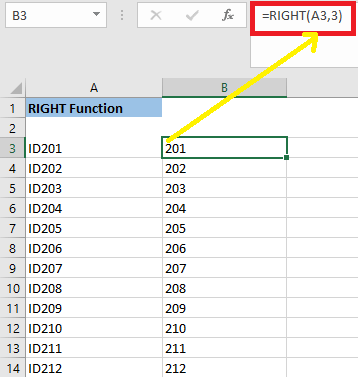 B3 fx =RIGHT(A3,3)
A B
1 RIGHT Function
2
3 ID201 201
4 ID202 202
5 ID203 203
6 ID204 204
7 ID205 205
8 ID206 206
9 ID207 207
10 ID208 208
11 ID209 209
12 ID210 210
13 ID211 211
14 ID212 212